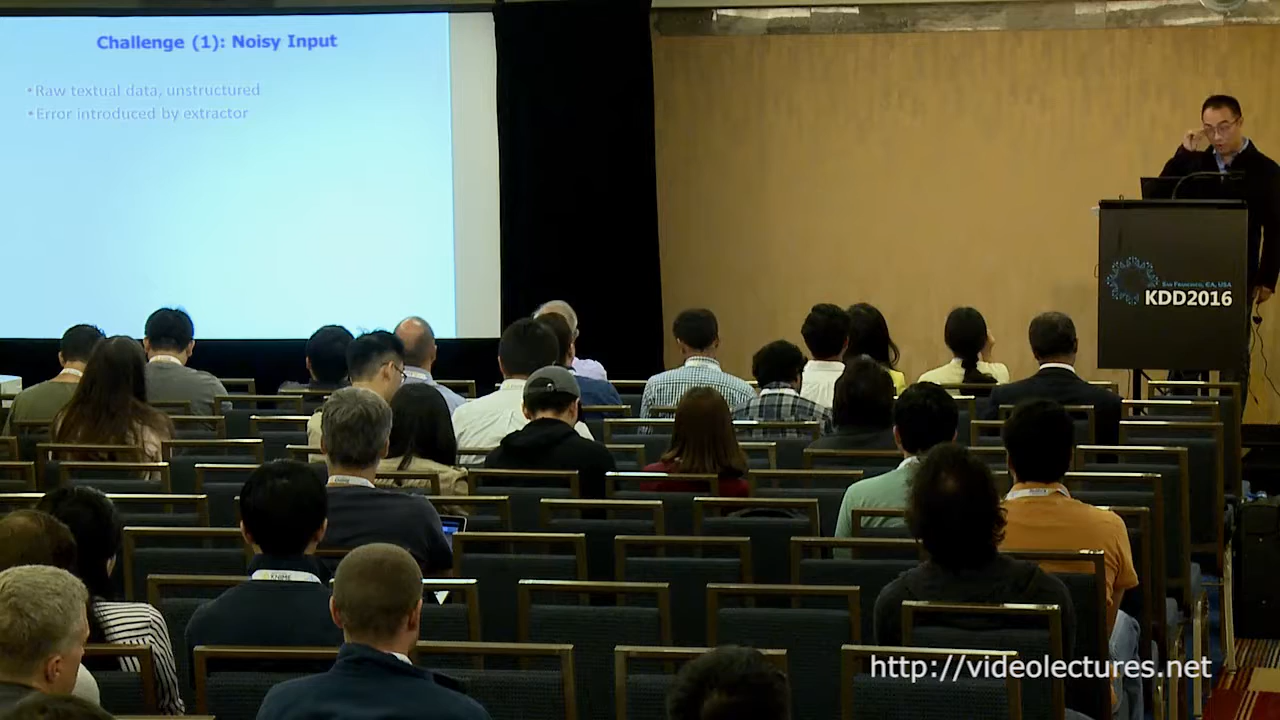 Challenge (1): Noisy Input
•Raw textual data, unstructured
•Error introduced by extractor
SAN FRANCISCO, CA, USA
KDD2016
KNIME
http://videolectures.net